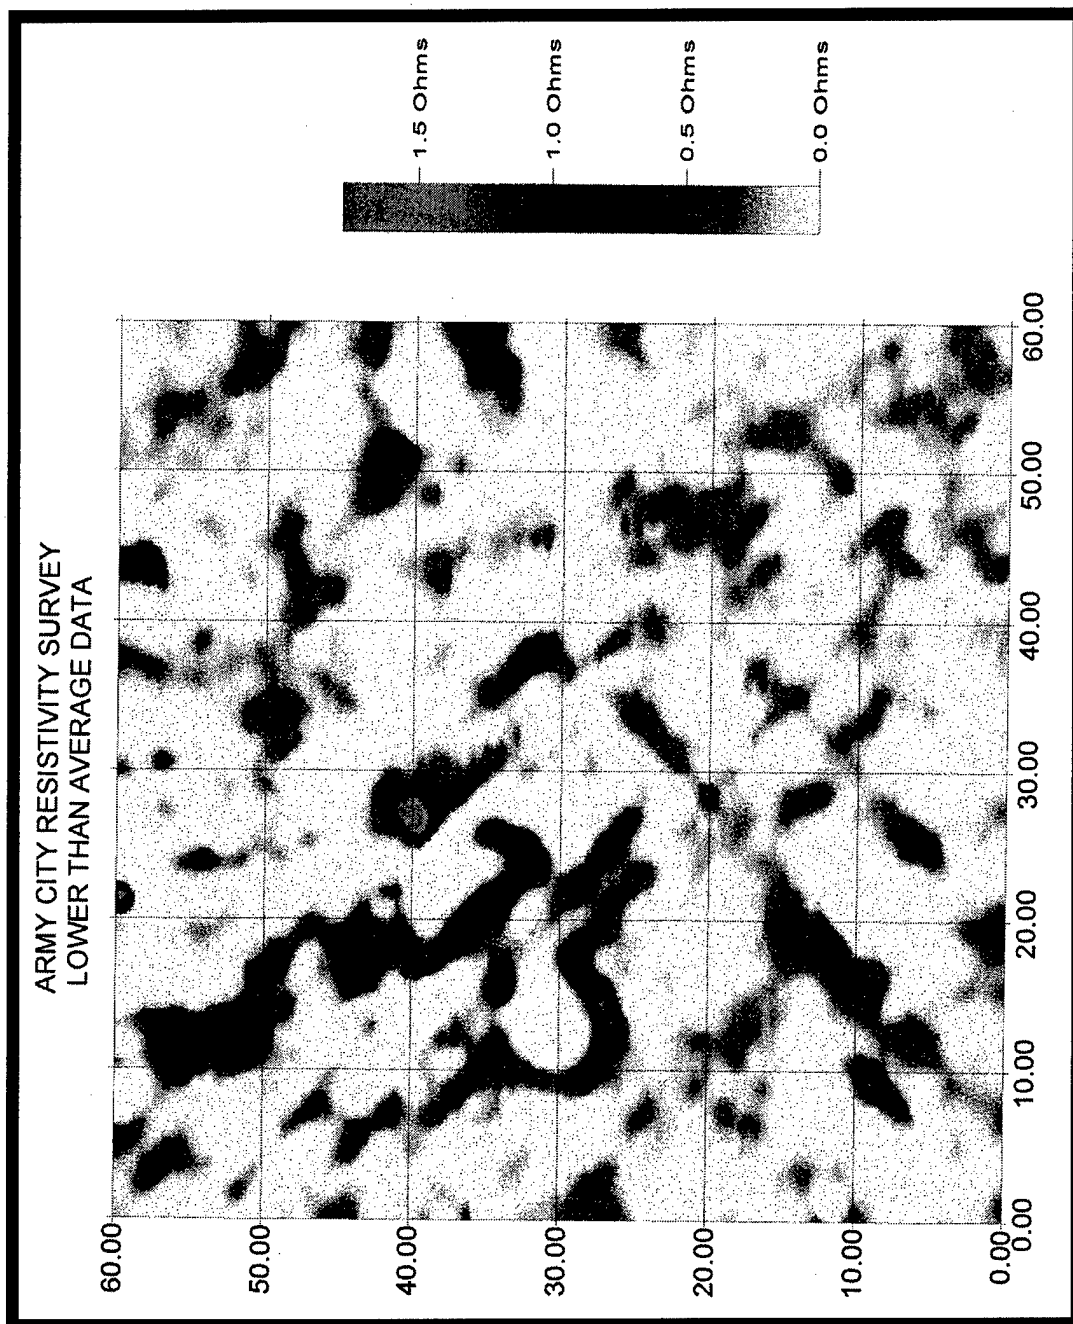 ARMY CITY RESISTIVITY SURVEY
LOWER THAN AVERAGE DATA
1.5 Ohms
1.0 Ohms
0.5 Ohms
0.0 Ohms
60.00
50.00
40.00
30.00
20.00
10.00
0.00
0.00
10.00
20.00
30.00
40.00
50.00
60.00